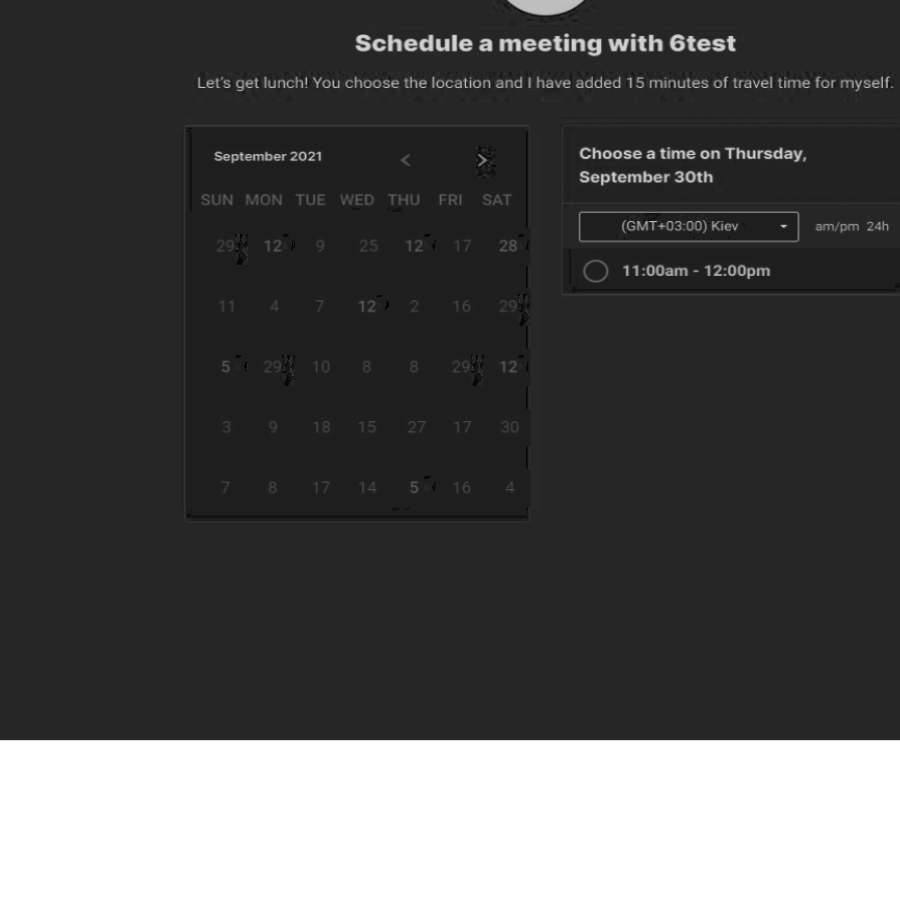 Schedule a meeting with 6test
Let's get lunch! You choose the location and I have added 15 minutes of travel time for myself.
September 2021 < >
SUN MON TUE WED THU FRI SAT
29 12 9 25 12 17 28
11 4 7 12 2 16 29
5 29 10 8 8 29 12
3 9 18 15 27 17 30
7 8 17 14 5 16 4
Choose a time on Thursday,
September 30th
(GMT+03:00) Kiev am/pm 24h
11:00am - 12:00pm